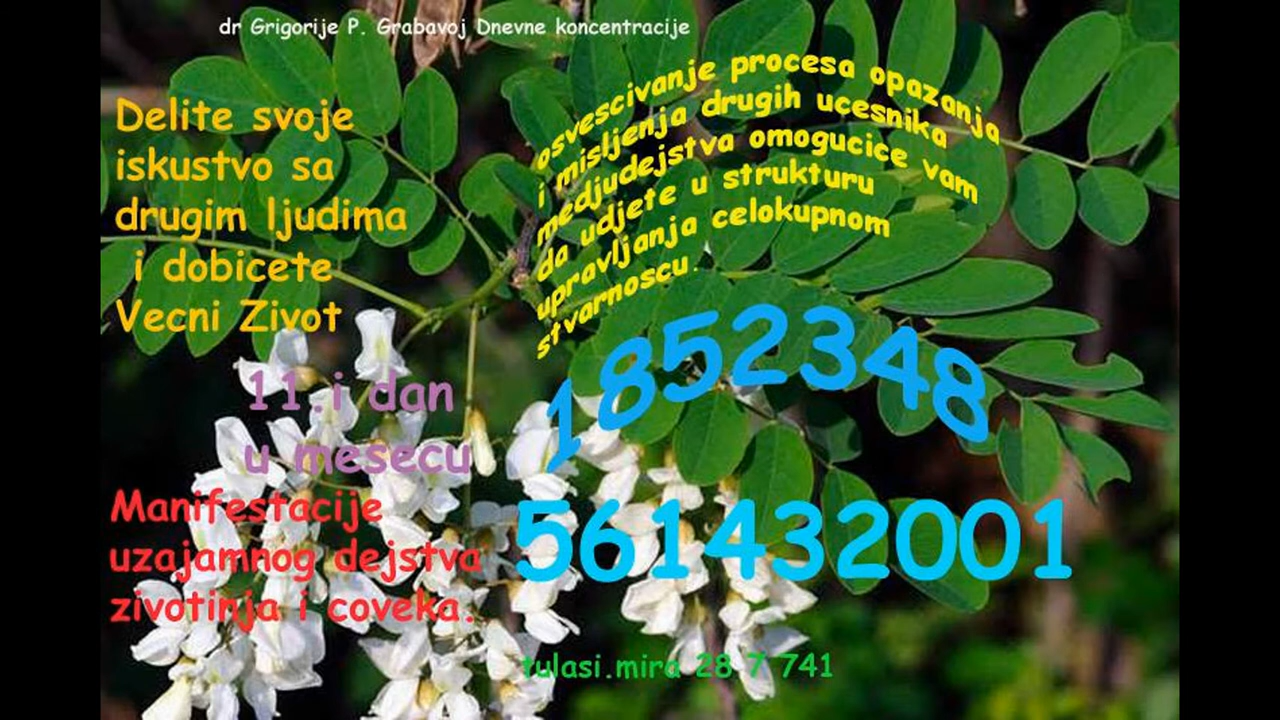 dr Grigorije P. Grabavoj Dnevne koncentracije
Delite svoje
iskustvo sa
drugim ljudima
i dobicete
Vecni Zivot
osvescivanje procesa opazanja
i misljenja drugih ucesnika
medjudejstva omogucice vam
da udjete u strukturu
upravljanja celokupnom
stvarnoscu.
11.i dan
u mesecu
Manifestacije
uzajamnog dejstva
zivotinja i coveka.
1852348
561432001
tulasi.mira 28 7 741